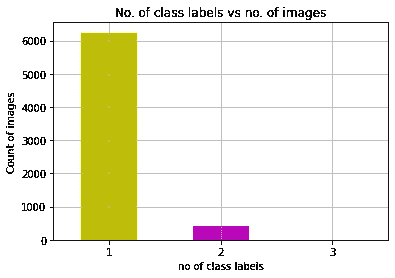 No. of class labels vs no. of images
Count of images
6000
5000
4000
3000
2000
1000
0
1 2 3
no of class labels